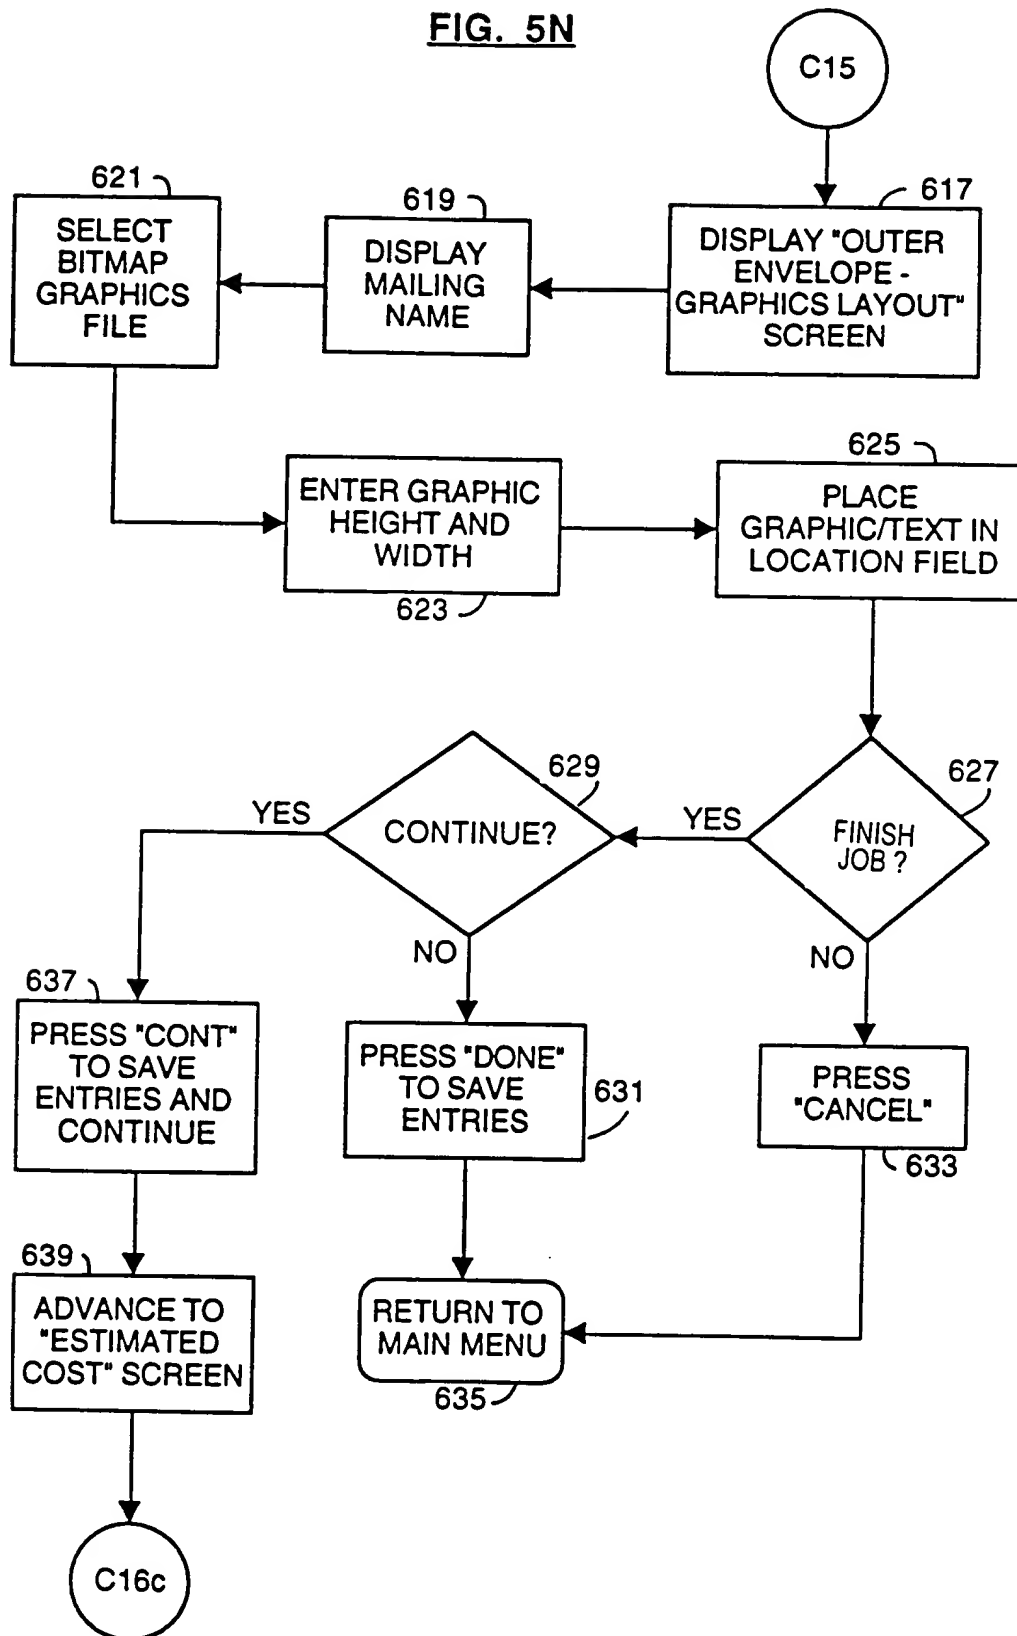 FIG. 5N
C15
617
DISPLAY "OUTER
ENVELOPE -
GRAPHICS LAYOUT"
SCREEN
619
DISPLAY
MAILING
NAME
621
SELECT
BITMAP
GRAPHICS
FILE
ENTER GRAPHIC
HEIGHT AND
WIDTH
623
625
PLACE
GRAPHIC/TEXT IN
LOCATION FIELD
627
FINISH
JOB ?
YES
NO
629
CONTINUE?
YES
NO
637
PRESS "CONT"
TO SAVE
ENTRIES AND
CONTINUE
PRESS "DONE"
TO SAVE
ENTRIES
631
PRESS
"CANCEL"
633
639
ADVANCE TO
"ESTIMATED
COST" SCREEN
RETURN TO
MAIN MENU
635
C16c